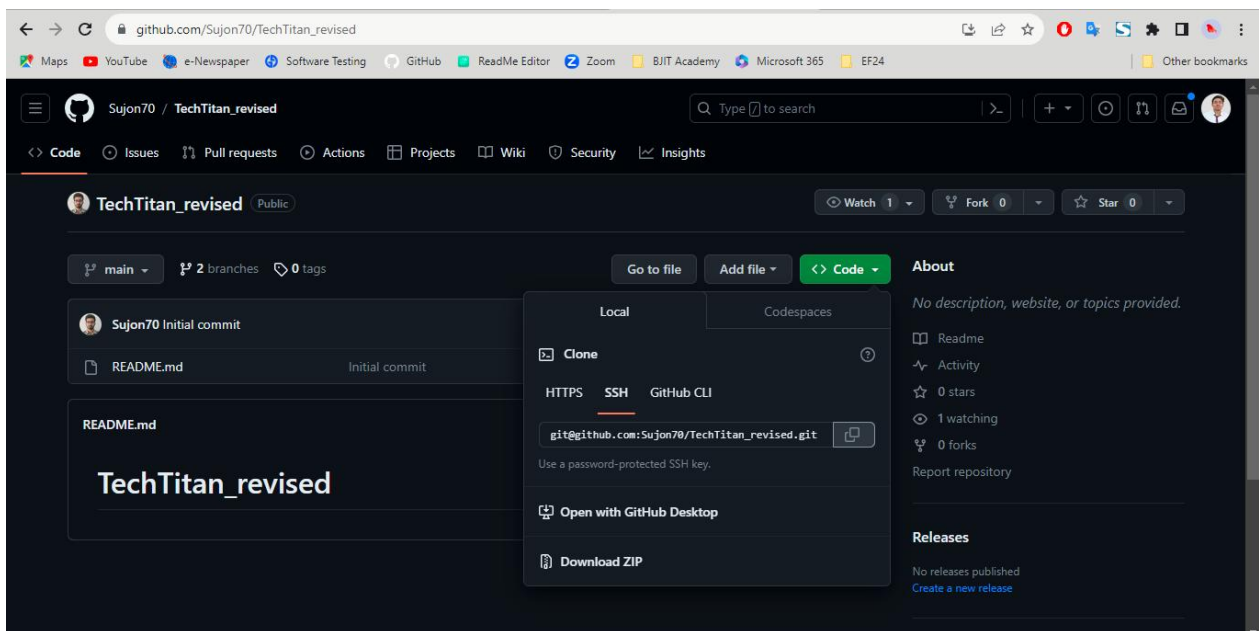 github.com/Sujon70/TechTitan_revised
Maps YouTube e-Newspaper Software Testing GitHub ReadMe Editor Zoom BJIT Academy Microsoft 365 EF24 Other bookmarks
Sujon70 / TechTitan_revised Type / to search
<> Code Issues Pull requests Actions Projects Wiki Security Insights
TechTitan_revised Public Watch 1 Fork 0 Star 0
main 2 branches 0 tags Go to file Add file <> Code
Sujon70 Initial commit
README.md Initial commit
README.md
TechTitan_revised
Local Codespaces
Clone
HTTPS SSH GitHub CLI
git@github.com:Sujon70/TechTitan_revised.git
Use a password-protected SSH key.
Open with GitHub Desktop
Download ZIP
About
No description, website, or topics provided.
Readme
Activity
0 stars
1 watching
0 forks
Report repository
Releases
No releases published
Create a new release